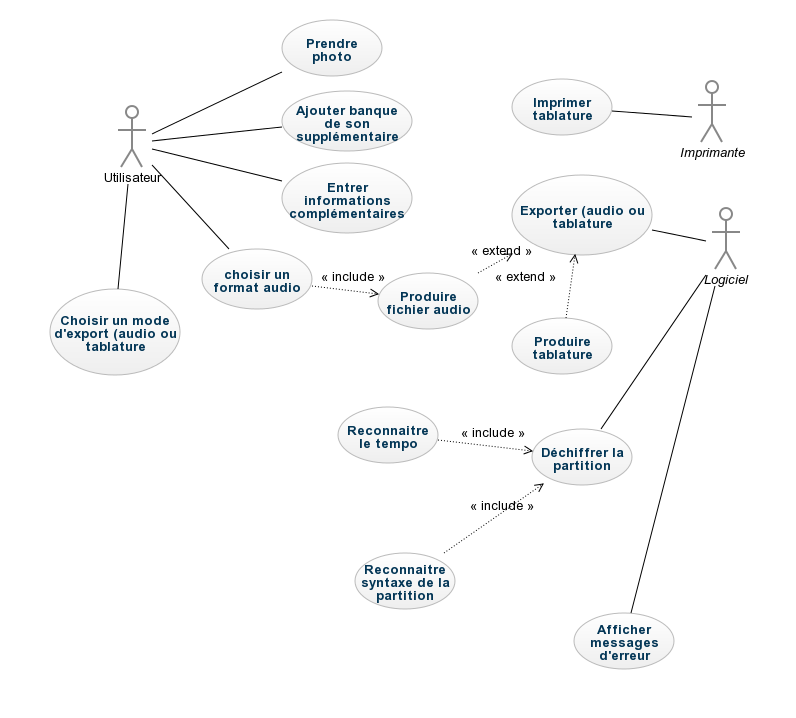 Prendre
photo
Ajouter banque
de son
supplémentaire
Imprimer
tablature
Imprimante
Utilisateur
Entrer
informations
complémentaires
Exporter (audio ou
tablature
« extend »
« extend »
choisir un
format audio
« include »
Produire
fichier audio
Logiciel
Choisir un mode
d'export (audio ou
tablature
Produire
tablature
Reconnaitre
le tempo
« include »
Déchiffrer la
partition
« include »
Reconnaitre
syntaxe de la
partition
Afficher
messages
d'erreur